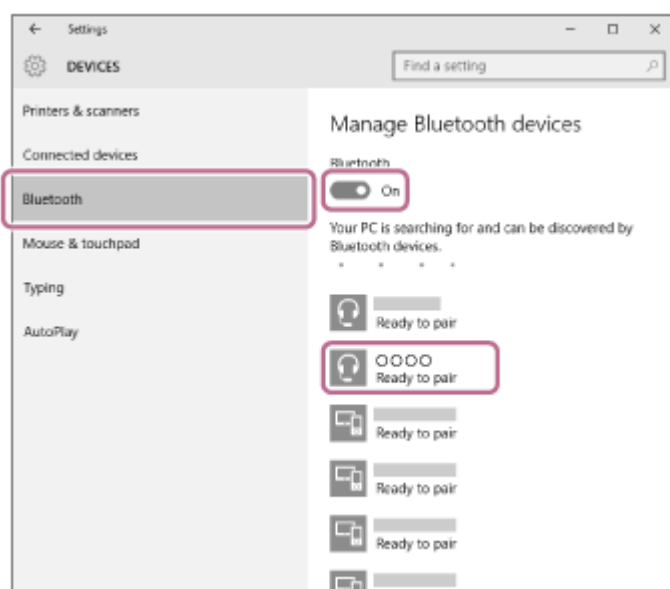 Settings
DEVICES
Find a setting
Printers & scanners
Connected devices
Bluetooth
Mouse & touchpad
Typing
AutoPlay
Manage Bluetooth devices
Bluetooth
On
Your PC is searching for and can be discovered by
Bluetooth devices.
Ready to pair
OOOO
Ready to pair
Ready to pair
Ready to pair
Ready to pair